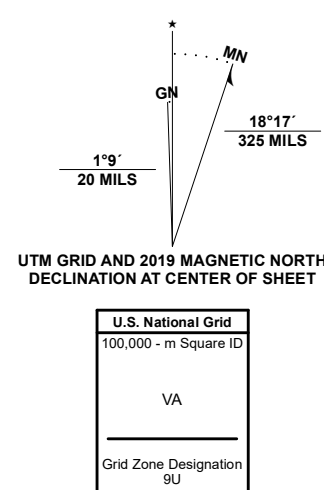 ★
MN
GN
18°17´
325 MILS
1°9´
20 MILS
UTM GRID AND 2019 MAGNETIC NORTH
DECLINATION AT CENTER OF SHEET
U.S. National Grid
100,000 - m Square ID
VA
Grid Zone Designation
9U